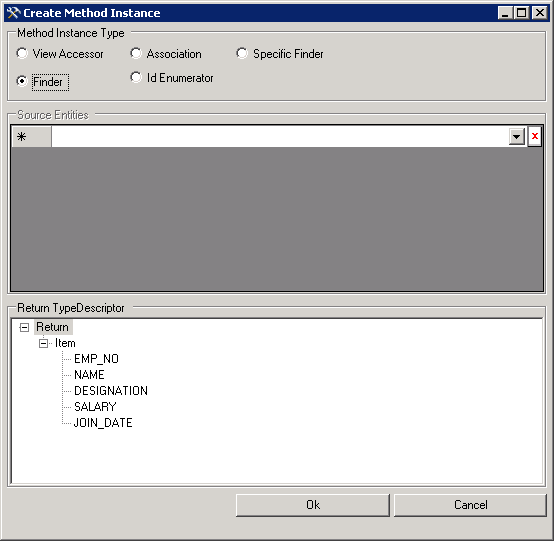 Create Method Instance
Method Instance Type
View Accessor Association Specific Finder
Finder Id Enumerator
Source Entities
Return TypeDescriptor
Return
Item
EMP_NO
NAME
DESIGNATION
SALARY
JOIN_DATE
Ok Cancel